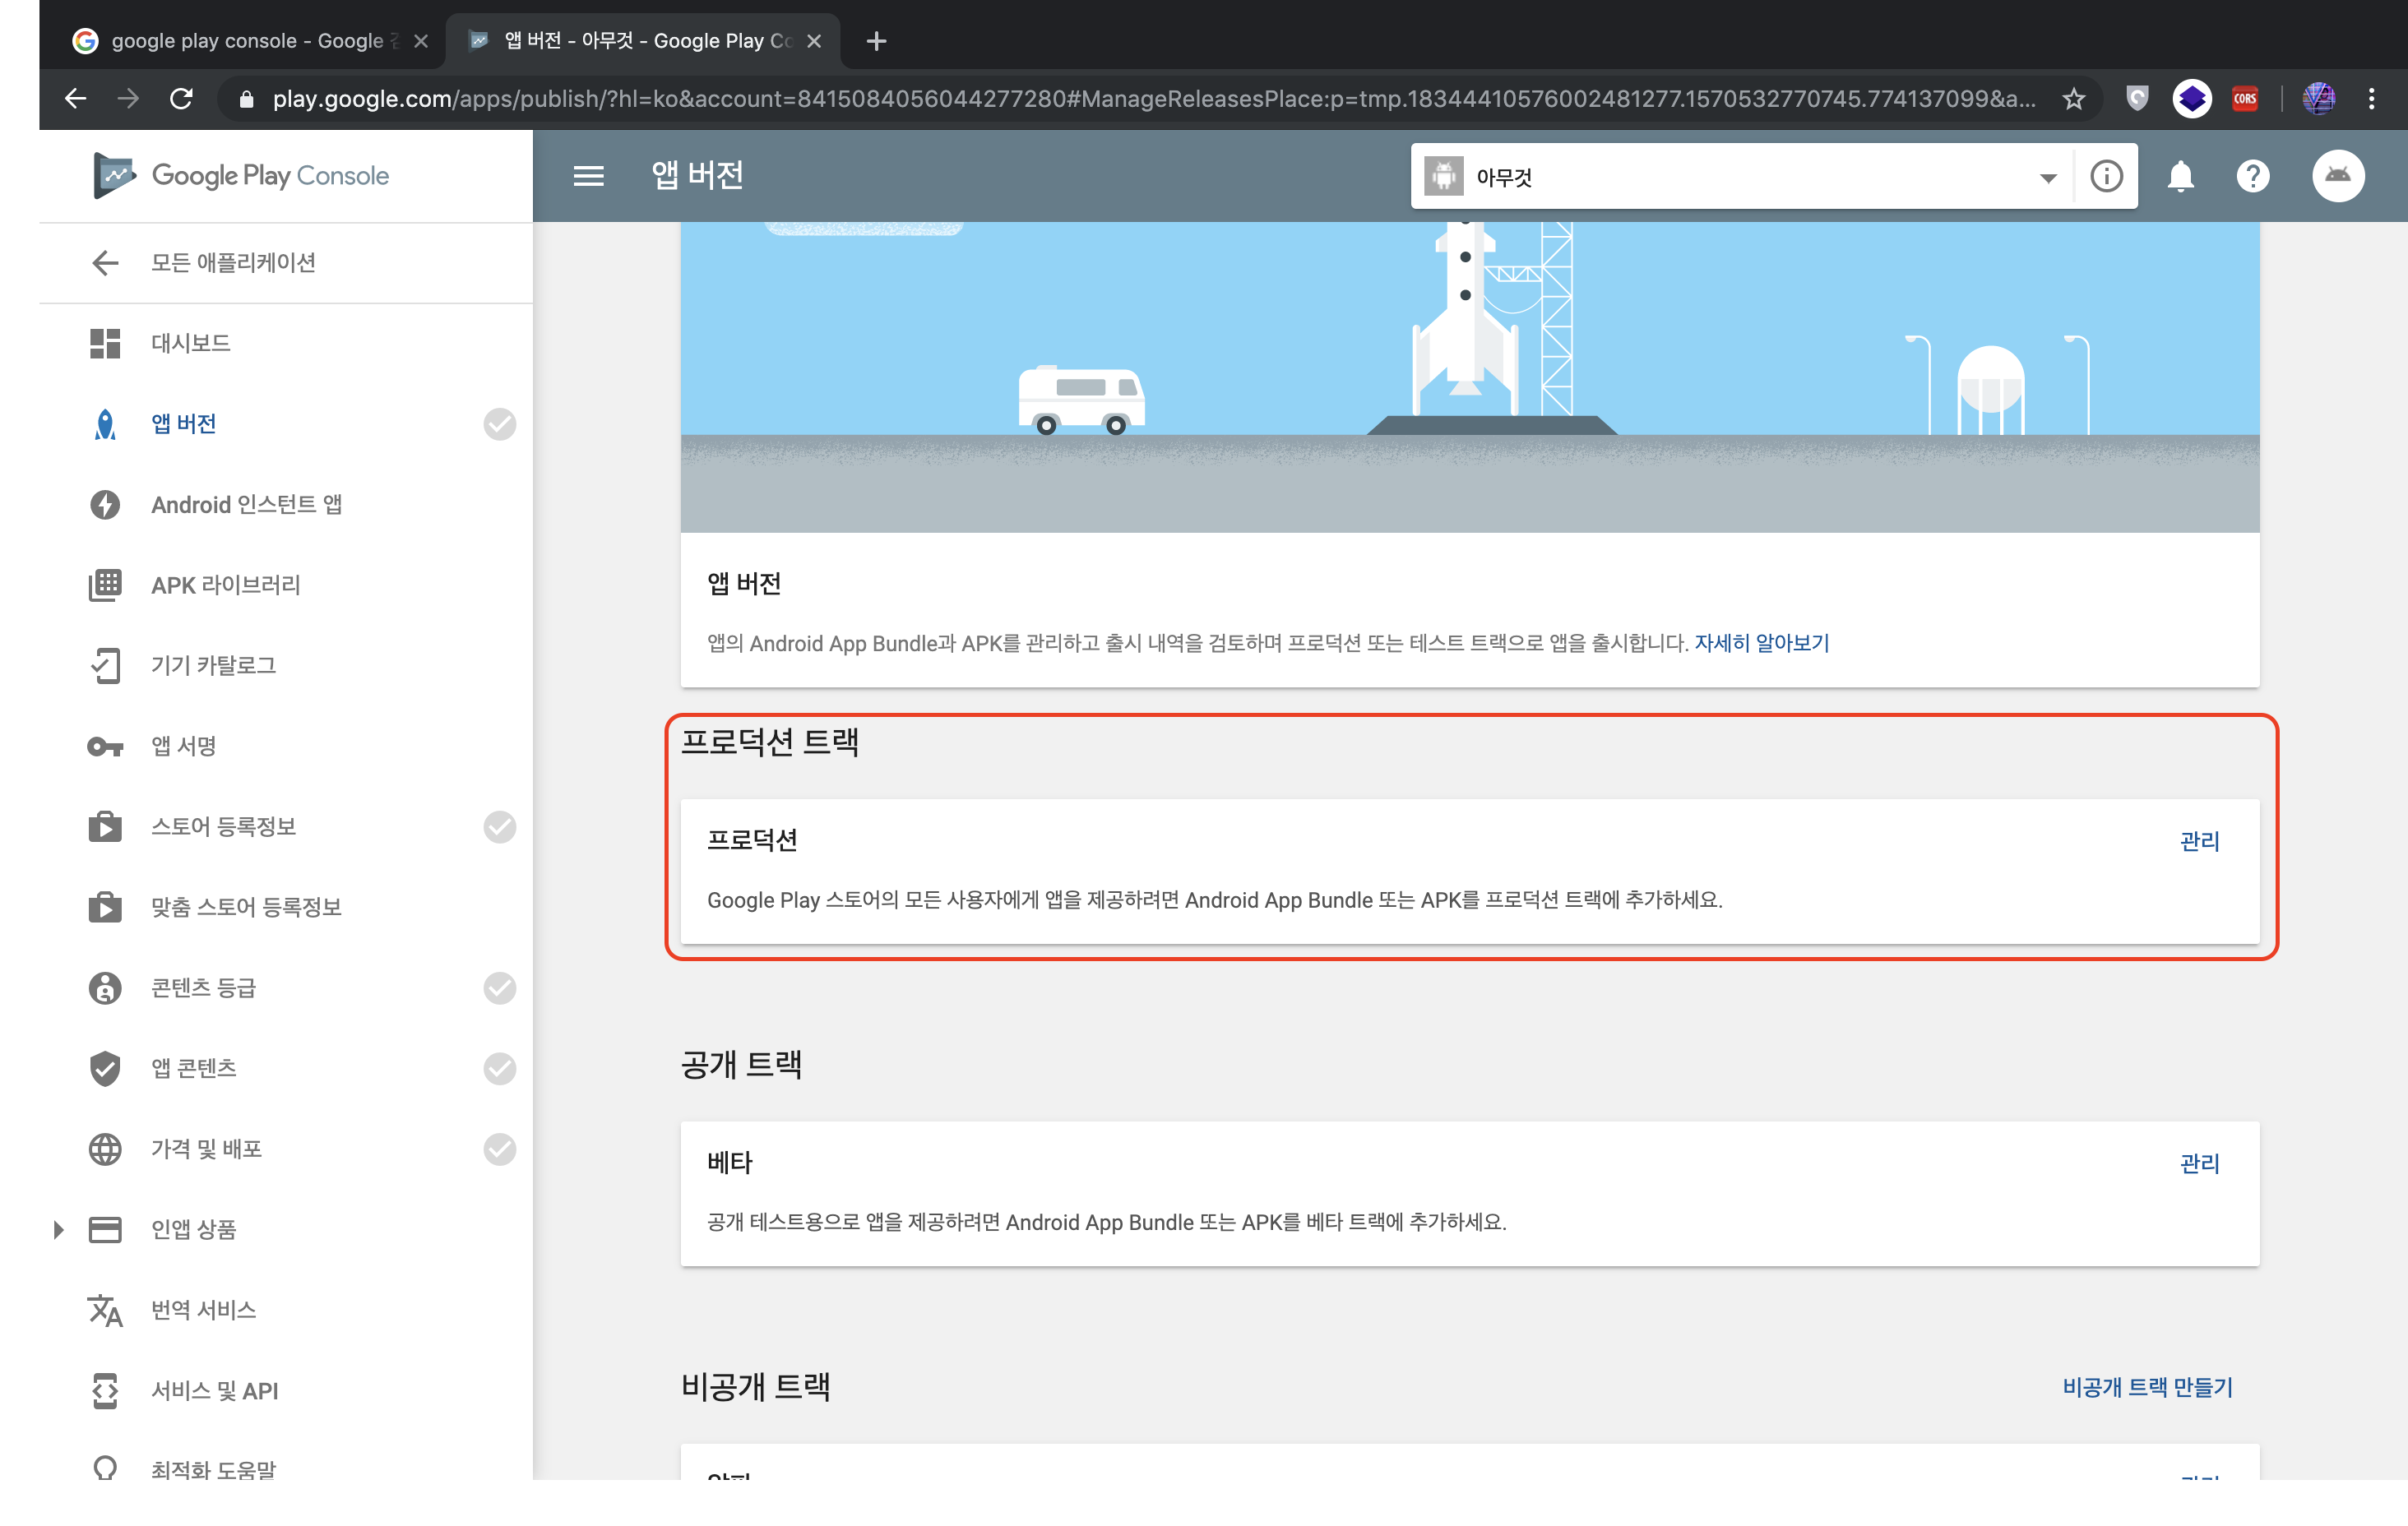 google play console - Google
앱 버전 - 아무것 - Google Play Co
play.google.com/apps/publish/?hl=ko&account=8415084056044277280#ManageReleasesPlace:p=tmp.18344410576002481277.1570532770745.774137099&a...
CORS
Google Play Console
앱 버전
아무것
모든 애플리케이션
대시보드
앱 버전
Android 인스턴트 앱
APK 라이브러리
기기 카탈로그
앱 서명
스토어 등록정보
맞춤 스토어 등록정보
콘텐츠 등급
앱 콘텐츠
가격 및 배포
인앱 상품
번역 서비스
서비스 및 API
최적화 도움말
앱 버전
앱의 Android App Bundle과 APK를 관리하고 출시 내역을 검토하며 프로덕션 또는 테스트 트랙으로 앱을 출시합니다. 자세히 알아보기
프로덕션 트랙
프로덕션
관리
Google Play 스토어의 모든 사용자에게 앱을 제공하려면 Android App Bundle 또는 APK를 프로덕션 트랙에 추가하세요.
공개 트랙
베타
관리
공개 테스트용으로 앱을 제공하려면 Android App Bundle 또는 APK를 베타 트랙에 추가하세요.
비공개 트랙
비공개 트랙 만들기